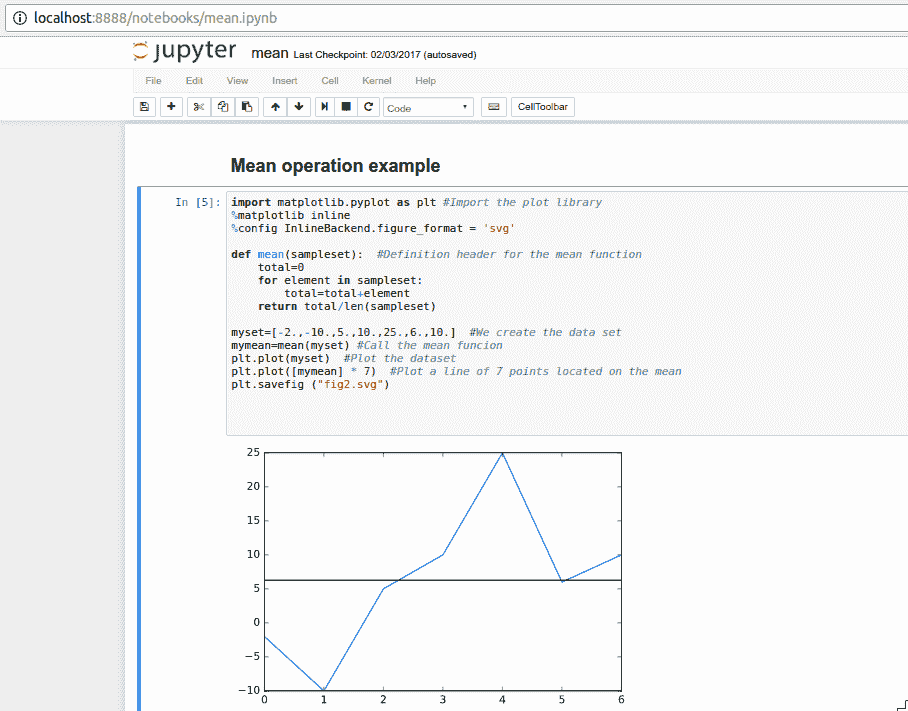 localhost:8888/notebooks/mean.ipynb
jupyter mean Last Checkpoint: 02/03/2017 (autosaved)
File Edit View Insert Cell Kernel Help
Code CellToolbar
Mean operation example
In [5]: import matplotlib.pyplot as plt #Import the plot library
%matplotlib inline
%config InlineBackend.figure_format = 'svg'
def mean(sampleset):  #Definition header for the mean function
    total=0
    for element in sampleset:
        total=total+element
    return total/len(sampleset)
myset=[-2.,-10.,5.,10.,25.,6.,10.]  #We create the data set
mymean=mean(myset) #Call the mean funcion
plt.plot(myset)  #Plot the dataset
plt.plot([mymean] * 7)  #Plot a line of 7 points located on the mean
plt.savefig ("fig2.svg")
25
20
15
10
5
0
−5
−10
0 1 2 3 4 5 6